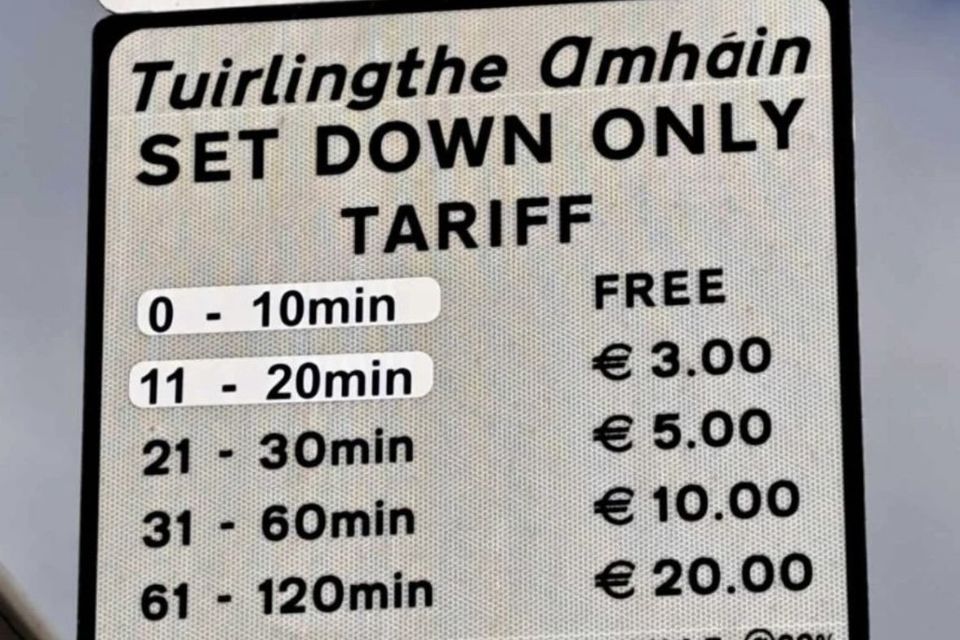 Tuirlingthe amháin
SET DOWN ONLY
TARIFF
0 - 10min FREE
11 - 20min € 3.00
21 - 30min € 5.00
31 - 60min € 10.00
61 - 120min € 20.00